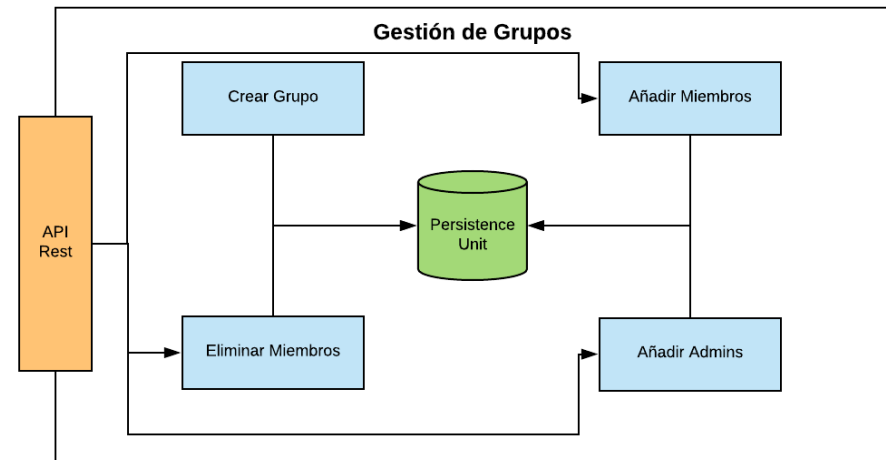 Gestión de Grupos
Crear Grupo
Añadir Miembros
API
Rest
Persistence
Unit
Eliminar Miembros
Añadir Admins